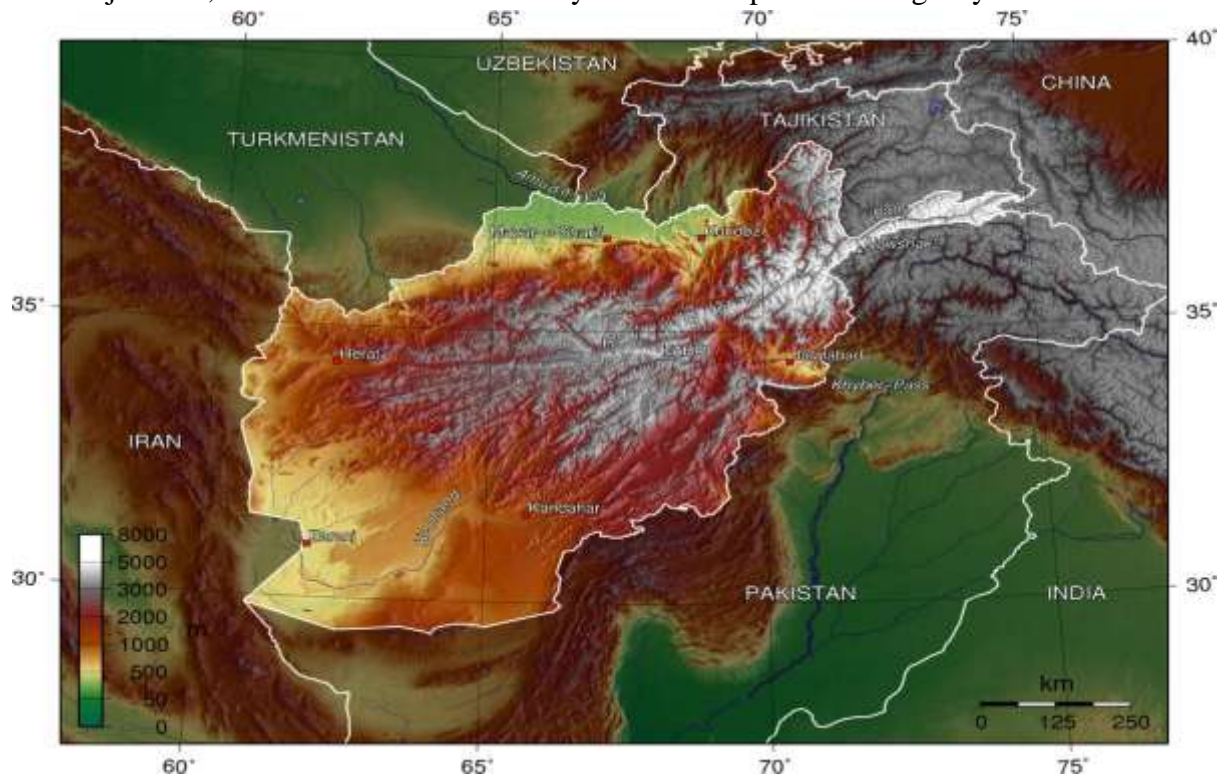 60° 65° 70° 75° 40°
UZBEKISTAN
CHINA
TAJIKISTAN
TURKMENISTAN
Mazar-e Sharif
Kunduz
35° 35°
Herat
Kabul
Jalalabad
Khyber-Pass
IRAN
Kandahar
Helmand
Zaranj
8000
5000
3000
2000
1000
500
50
0
m
30° 30°
PAKISTAN
INDIA
km
0 125 250
60° 65° 70° 75°